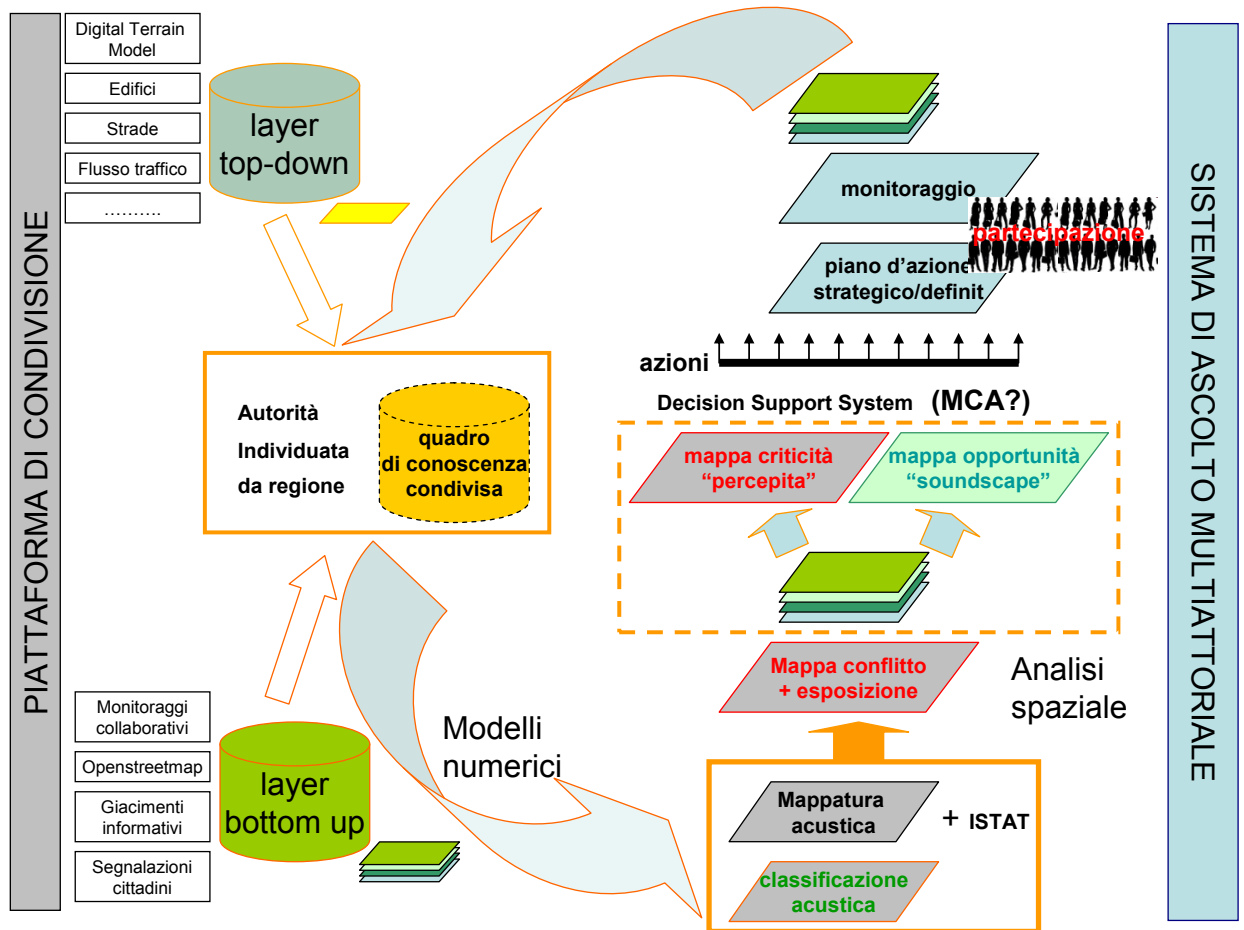 PIATTAFORMA DI CONDIVISIONE
Digital Terrain
Model
Edifici
Strade
Flusso traffico
……….
layer
top-down
Autorità
Individuata
da regione
quadro
di conoscenza
condivisa
Monitoraggi
collaborativi
Openstreetmap
Giacimenti
informativi
Segnalazioni
cittadini
layer
bottom up
Modelli
numerici
monitoraggio
partecipazione
piano d'azione
strategico/definit
azioni
Decision Support System (MCA?)
mappa criticità
"percepita"
mappa opportunità
"soundscape"
Mappa conflitto
+ esposizione
Analisi
spaziale
Mappatura
acustica
+ ISTAT
classificazione
acustica
SISTEMA DI ASCOLTO MULTIATTORIALE